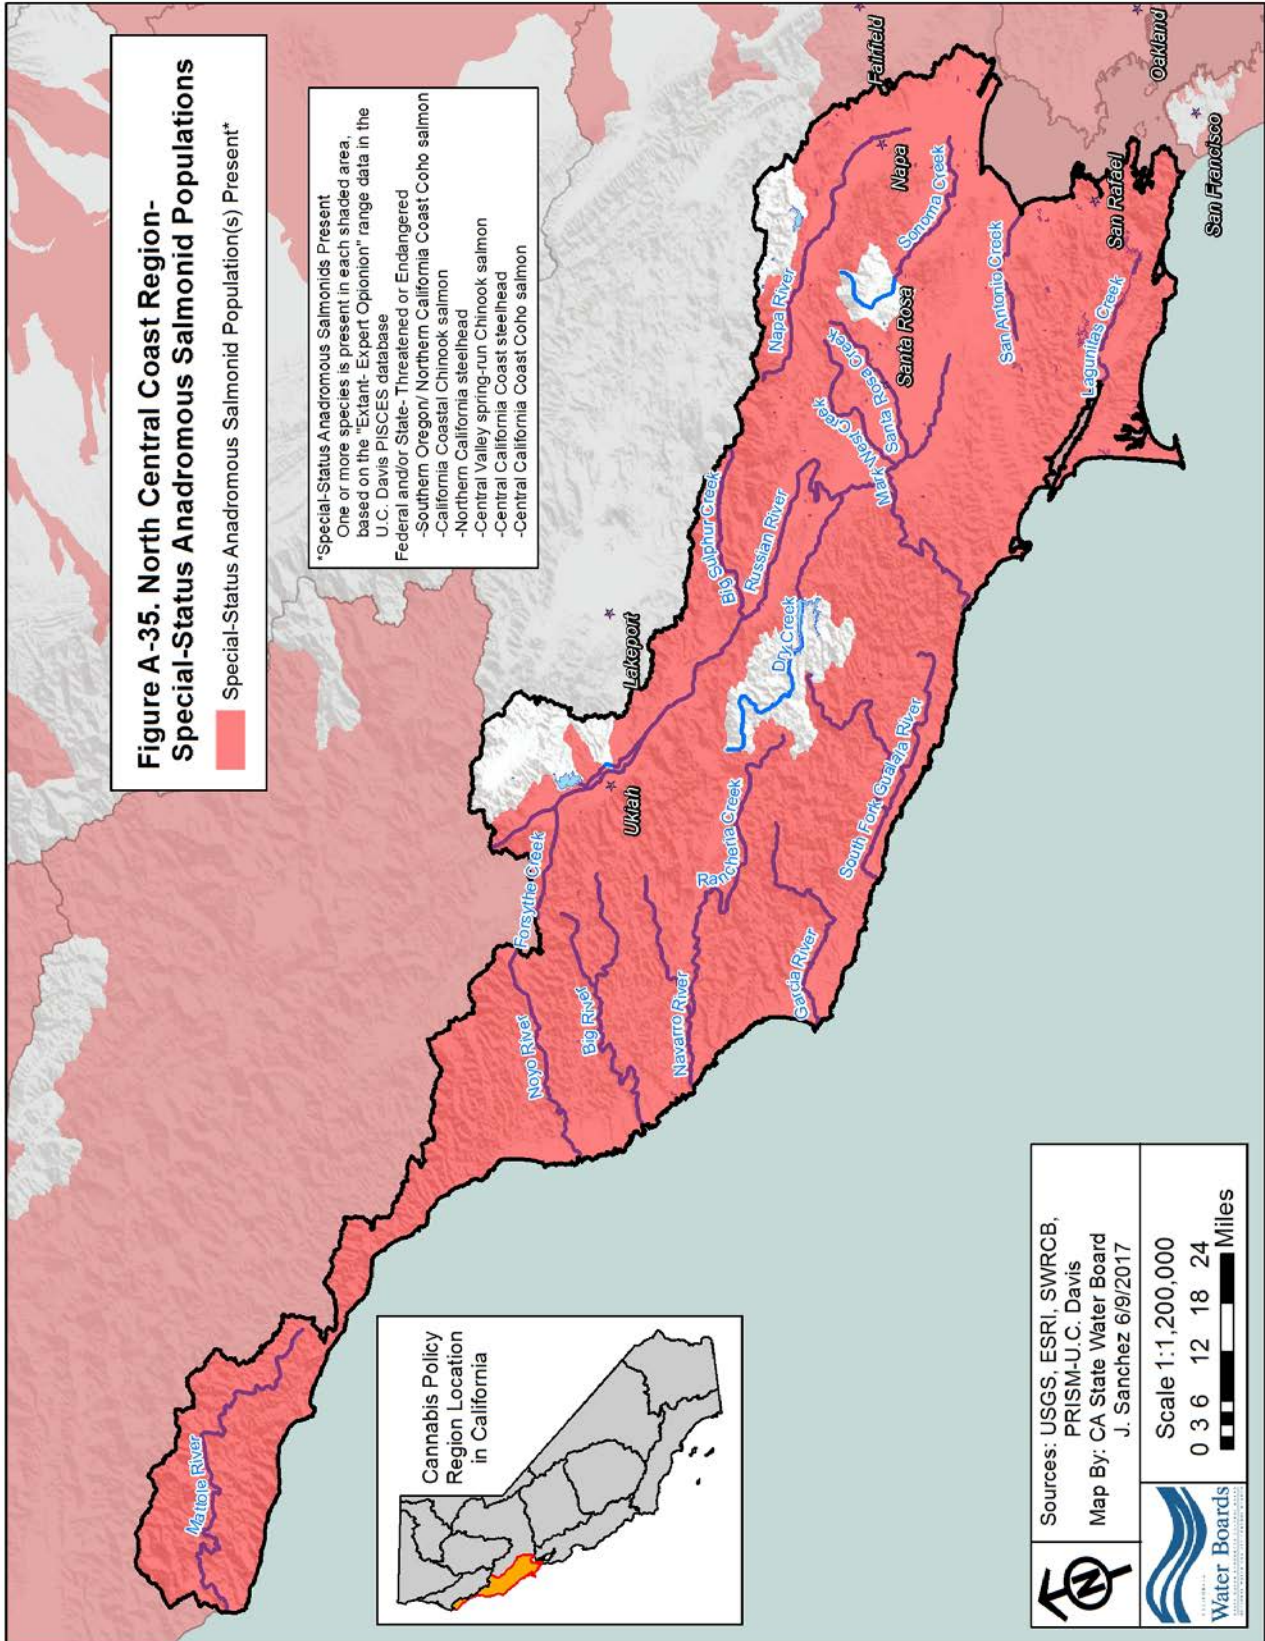 Figure A-35. North Central Coast Region-
Special-Status Anadromous Salmonid Populations
Special-Status Anadromous Salmonid Population(s) Present*
*Special-Status Anadromous Salmonids Present
One or more species is present in each shaded area,
based on the "Extant- Expert Opionion" range data in the
U.C. Davis PISCES database
Federal and/or State- Threatened or Endangered
-Southern Oregon/ Northern California Coast Coho salmon
-California Coastal Chinook salmon
-Northern California steelhead
-Central Valley spring-run Chinook salmon
-Central California Coast steelhead
-Central California Coast Coho salmon
Mattole River
Noyo River
Forsythe Creek
Big River
Navarro River
Rancheria Creek
Garcia River
South Fork Gualala River
Ukiah
Lakeport
Dry Creek
Big Sulphur Creek
Russian River
Mark West Creek
Santa Rosa Creek
Santa Rosa
Napa River
Napa
Sonoma Creek
San Antonio Creek
Lagunitas Creek
San Rafael
San Francisco
Fairfield
Oakland
Cannabis Policy
Region Location
in California
N
Sources: USGS, ESRI, SWRCB,
PRISM-U.C. Davis
Map By: CA State Water Board
J. Sanchez 6/9/2017
Scale 1:1,200,000
0 3 6 12 18 24
Miles
CALIFORNIA
Water Boards